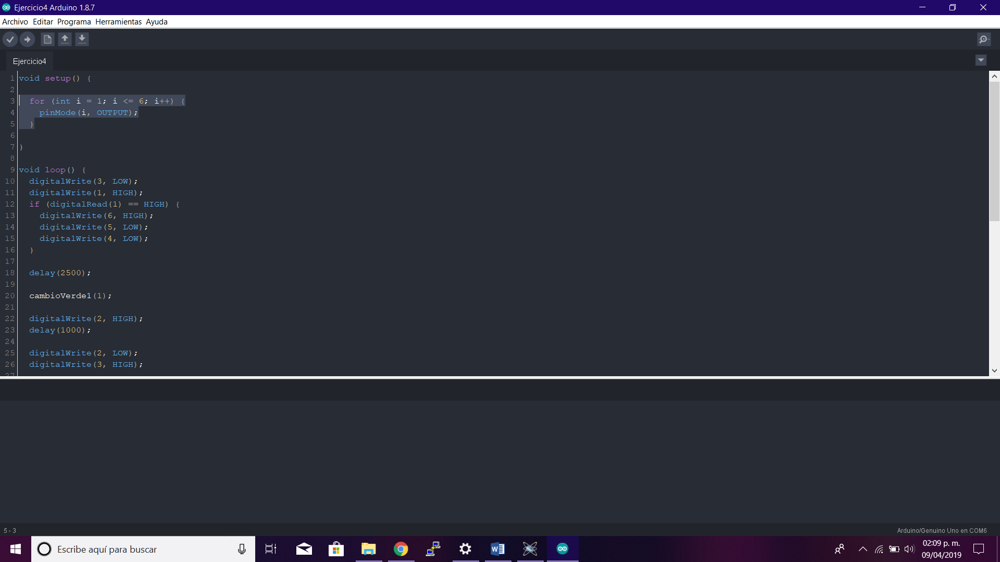 Ejercicio4 Arduino 1.8.7
Archivo Editar Programa Herramientas Ayuda
Ejercicio4
1 void setup() {
2
3   for (int i = 1; i <= 6; i++) {
4     pinMode(i, OUTPUT);
5   }
6
7 }
8
9 void loop() {
10   digitalWrite(3, LOW);
11   digitalWrite(1, HIGH);
12   if (digitalRead(1) == HIGH) {
13     digitalWrite(6, HIGH);
14     digitalWrite(5, LOW);
15     digitalWrite(4, LOW);
16   }
17
18   delay(2500);
19
20   cambioVerde1(1);
21
22   digitalWrite(2, HIGH);
23   delay(1000);
24
25   digitalWrite(2, LOW);
26   digitalWrite(3, HIGH);
27
5 - 3
Arduino/Genuino Uno en COM6
Escribe aquí para buscar
02:09 p. m.
09/04/2019